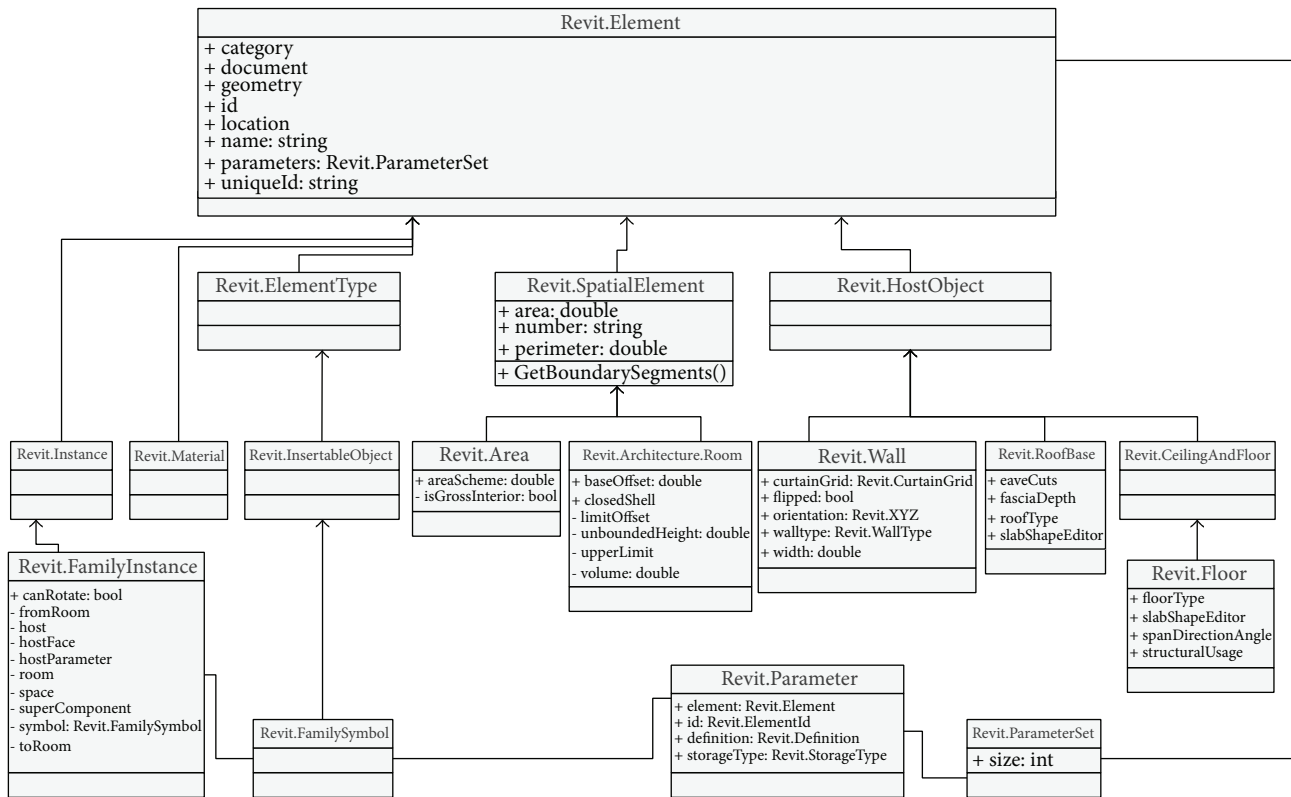 Revit.Element
+ category
+ document
+ geometry
+ id
+ location
+ name: string
+ parameters: Revit.ParameterSet
+ uniqueId: string
Revit.ElementType
Revit.SpatialElement
+ area: double
+ number: string
+ perimeter: double
+ GetBoundarySegments()
Revit.HostObject
Revit.Instance
Revit.Material
Revit.InsertableObject
Revit.Area
+ areaScheme: double
- isGrossInterior: bool
Revit.Architecture.Room
+ baseOffset: double
+ closedShell
- limitOffset
- unboundedHeight: double
- upperLimit
- volume: double
Revit.Wall
+ curtainGrid: Revit.CurtainGrid
+ flipped: bool
+ orientation: Revit.XYZ
+ walltype: Revit.WallType
+ width: double
Revit.RoofBase
+ eaveCuts
+ fasciaDepth
+ roofType
+ slabShapeEditor
Revit.CeilingAndFloor
Revit.FamilyInstance
+ canRotate: bool
- fromRoom
- host
- hostFace
- hostParameter
- room
- space
- superComponent
- symbol: Revit.FamilySymbol
- toRoom
Revit.Floor
+ floorType
+ slabShapeEditor
+ spanDirectionAngle
+ structuralUsage
Revit.FamilySymbol
Revit.Parameter
+ element: Revit.Element
+ id: Revit.ElementId
+ definition: Revit.Definition
+ storageType: Revit.StorageType
Revit.ParameterSet
+ size: int